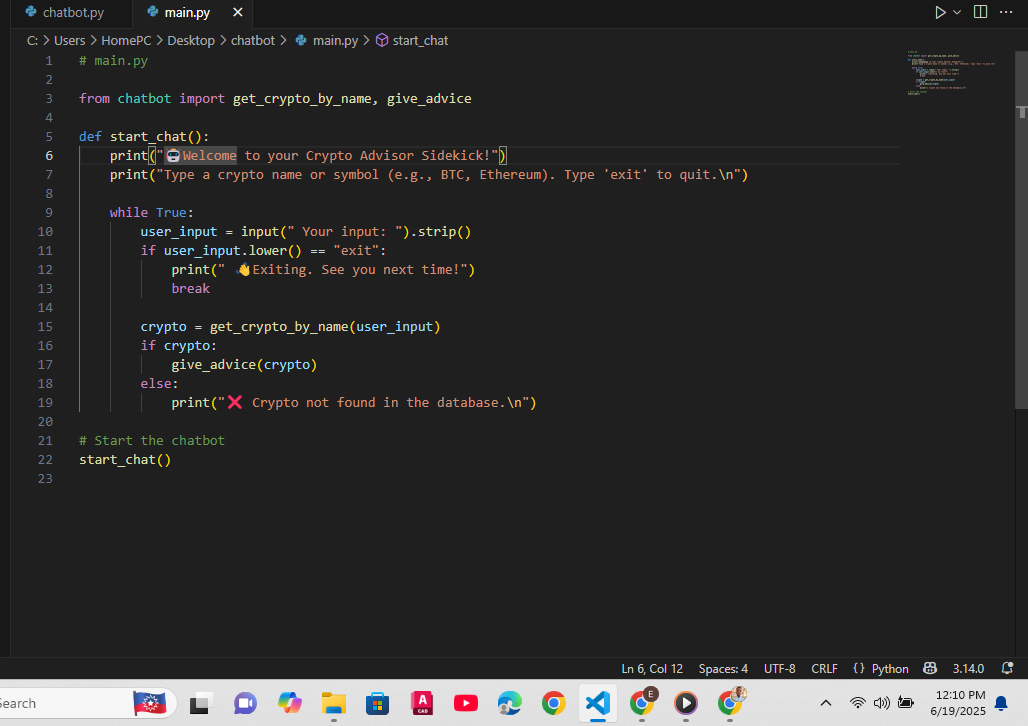 chatbot.py
main.py
C: > Users > HomePC > Desktop > chatbot > main.py > start_chat
1 # main.py
2
3 from chatbot import get_crypto_by_name, give_advice
4
5 def start_chat():
6 print("🤖Welcome to your Crypto Advisor Sidekick!")
7 print("Type a crypto name or symbol (e.g., BTC, Ethereum). Type 'exit' to quit.\n")
8
9 while True:
10 user_input = input(" Your input: ").strip()
11 if user_input.lower() == "exit":
12 print(" 👋Exiting. See you next time!")
13 break
14
15 crypto = get_crypto_by_name(user_input)
16 if crypto:
17 give_advice(crypto)
18 else:
19 print("❌ Crypto not found in the database.\n")
20
21 # Start the chatbot
22 start_chat()
23
Ln 6, Col 12 Spaces: 4 UTF-8 CRLF {} Python 3.14.0
Search
A
CAD
E
12:10 PM
6/19/2025